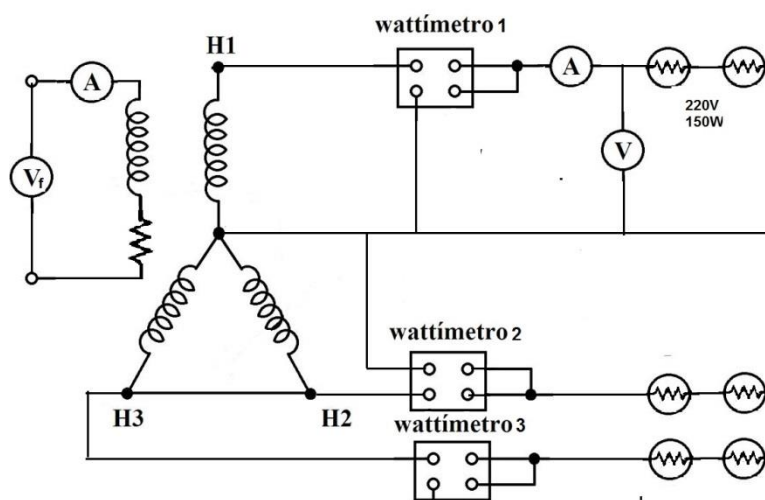 wattímetro 1
H1
A
A
220V
150W
V
Vf
wattímetro 2
H3
H2
wattímetro 3